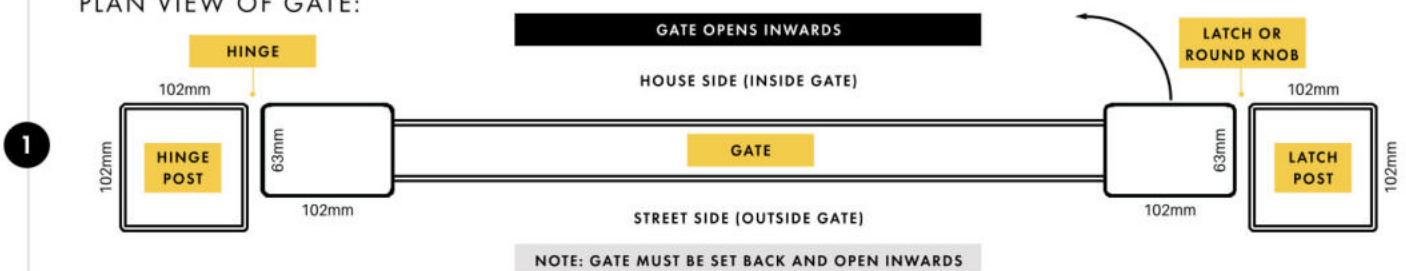 PLAN VIEW OF GATE:
GATE OPENS INWARDS
HINGE
LATCH OR
ROUND KNOB
HOUSE SIDE (INSIDE GATE)
102mm
102mm
1
102mm
HINGE
POST
63mm
GATE
63mm
LATCH
POST
102mm
102mm
102mm
STREET SIDE (OUTSIDE GATE)
NOTE: GATE MUST BE SET BACK AND OPEN INWARDS